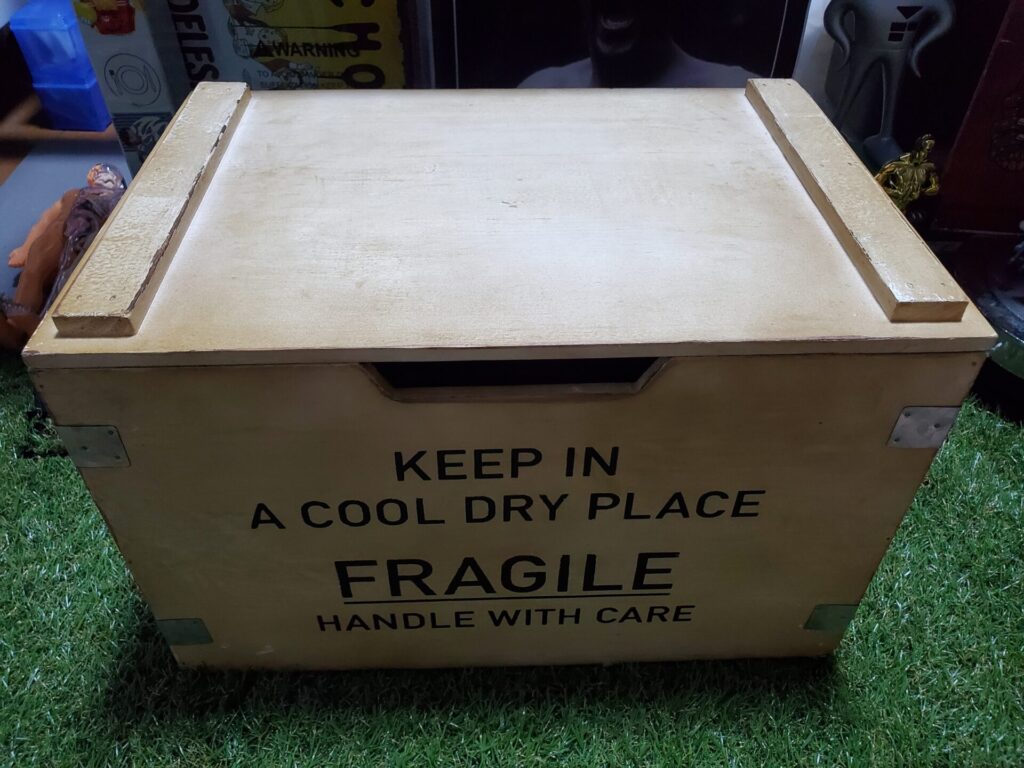 WARNING
KEEP IN
A COOL DRY PLACE
FRAGILE
HANDLE WITH CARE